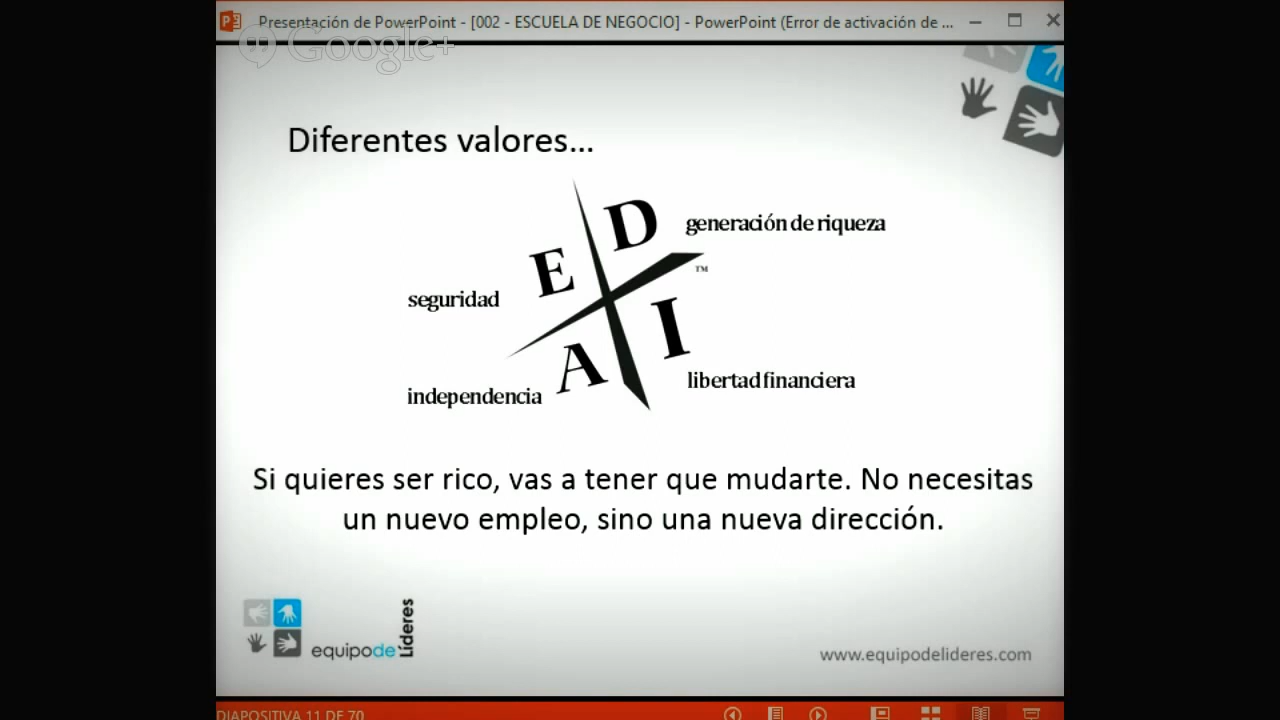 Presentación de PowerPoint - [002 - ESCUELA DE NEGOCIO] - PowerPoint (Error de activación de ...
Google+
Diferentes valores...
D
generación de riqueza
™
E
seguridad
I
A
libertad financiera
independencia
Si quieres ser rico, vas a tener que mudarte. No necesitas
un nuevo empleo, sino una nueva dirección.
equipode Líderes
www.equipodelideres.com
DIAPOSITIVA 11 DE 70